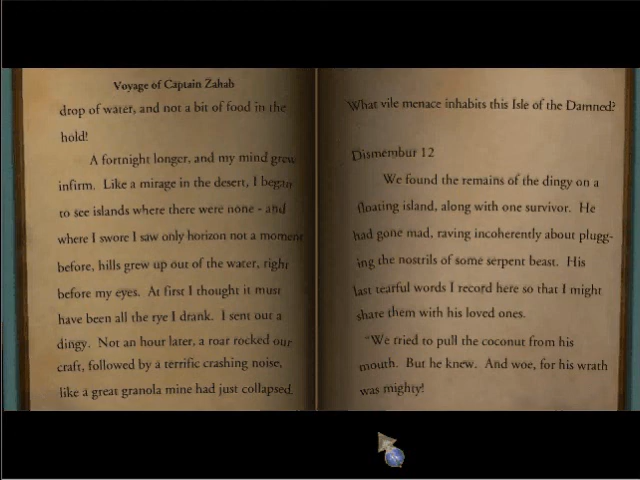 Voyage of Captain Zahab
drop of water, and not a bit of food in the
hold!
A fortnight longer, and my mind grew
infirm. Like a mirage in the desert, I began
to see islands where there were none - and
where I swore I saw only horizon not a moment
before, hills grew up out of the water, right
before my eyes. At first I thought it must
have been all the rye I drank. I sent out a
dingy. Not an hour later, a roar rocked our
craft, followed by a terrific crashing noise,
like a great granola mine had just collapsed.
What vile menace inhabits this Isle of the Damned?
Dismembur 12
We found the remains of the dingy on a
floating island, along with one survivor. He
had gone mad, raving incoherently about plugg-
ing the nostrils of some serpent beast. His
last tearful words I record here so that I might
share them with his loved ones.
"We tried to pull the coconut from his
mouth. But he knew. And woe, for his wrath
was mighty!